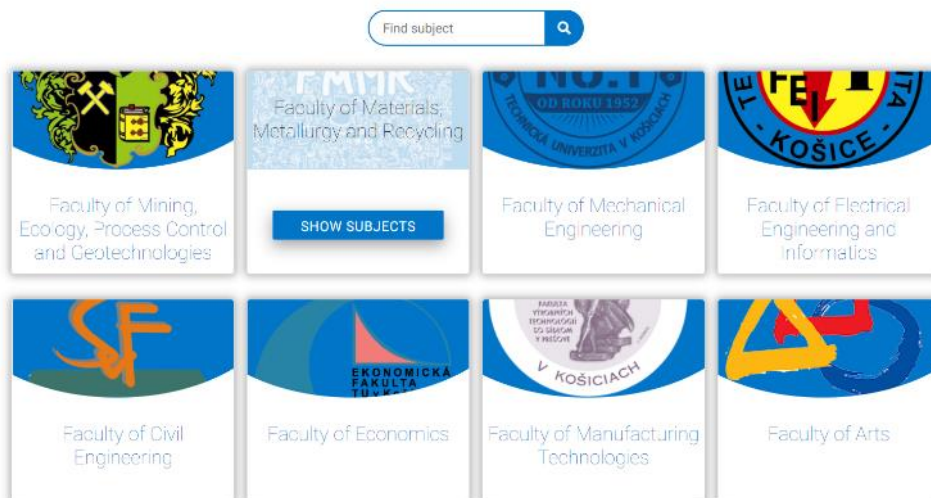 Find subject
FMMR
Faculty of Materials,
Metallurgy and Recycling
SHOW SUBJECTS
NO.1
OD ROKU 1952
TECHNICKÁ UNIVERZITA V KOŠICIACH
FEI
KOŠICE
Faculty of Mining,
Ecology, Process Control
and Geotechnologies
Faculty of Mechanical
Engineering
Faculty of Electrical
Engineering and
Informatics
SF
EKONOMICKÁ
FAKULTA
FAKULTA
VÝROBNÝCH
TECHNOLÓGIÍ
SO SÍDLOM
V PREŠOVE
V KOŠICIACH
Faculty of Civil
Engineering
Faculty of Economics
Faculty of Manufacturing
Technologies
Faculty of Arts